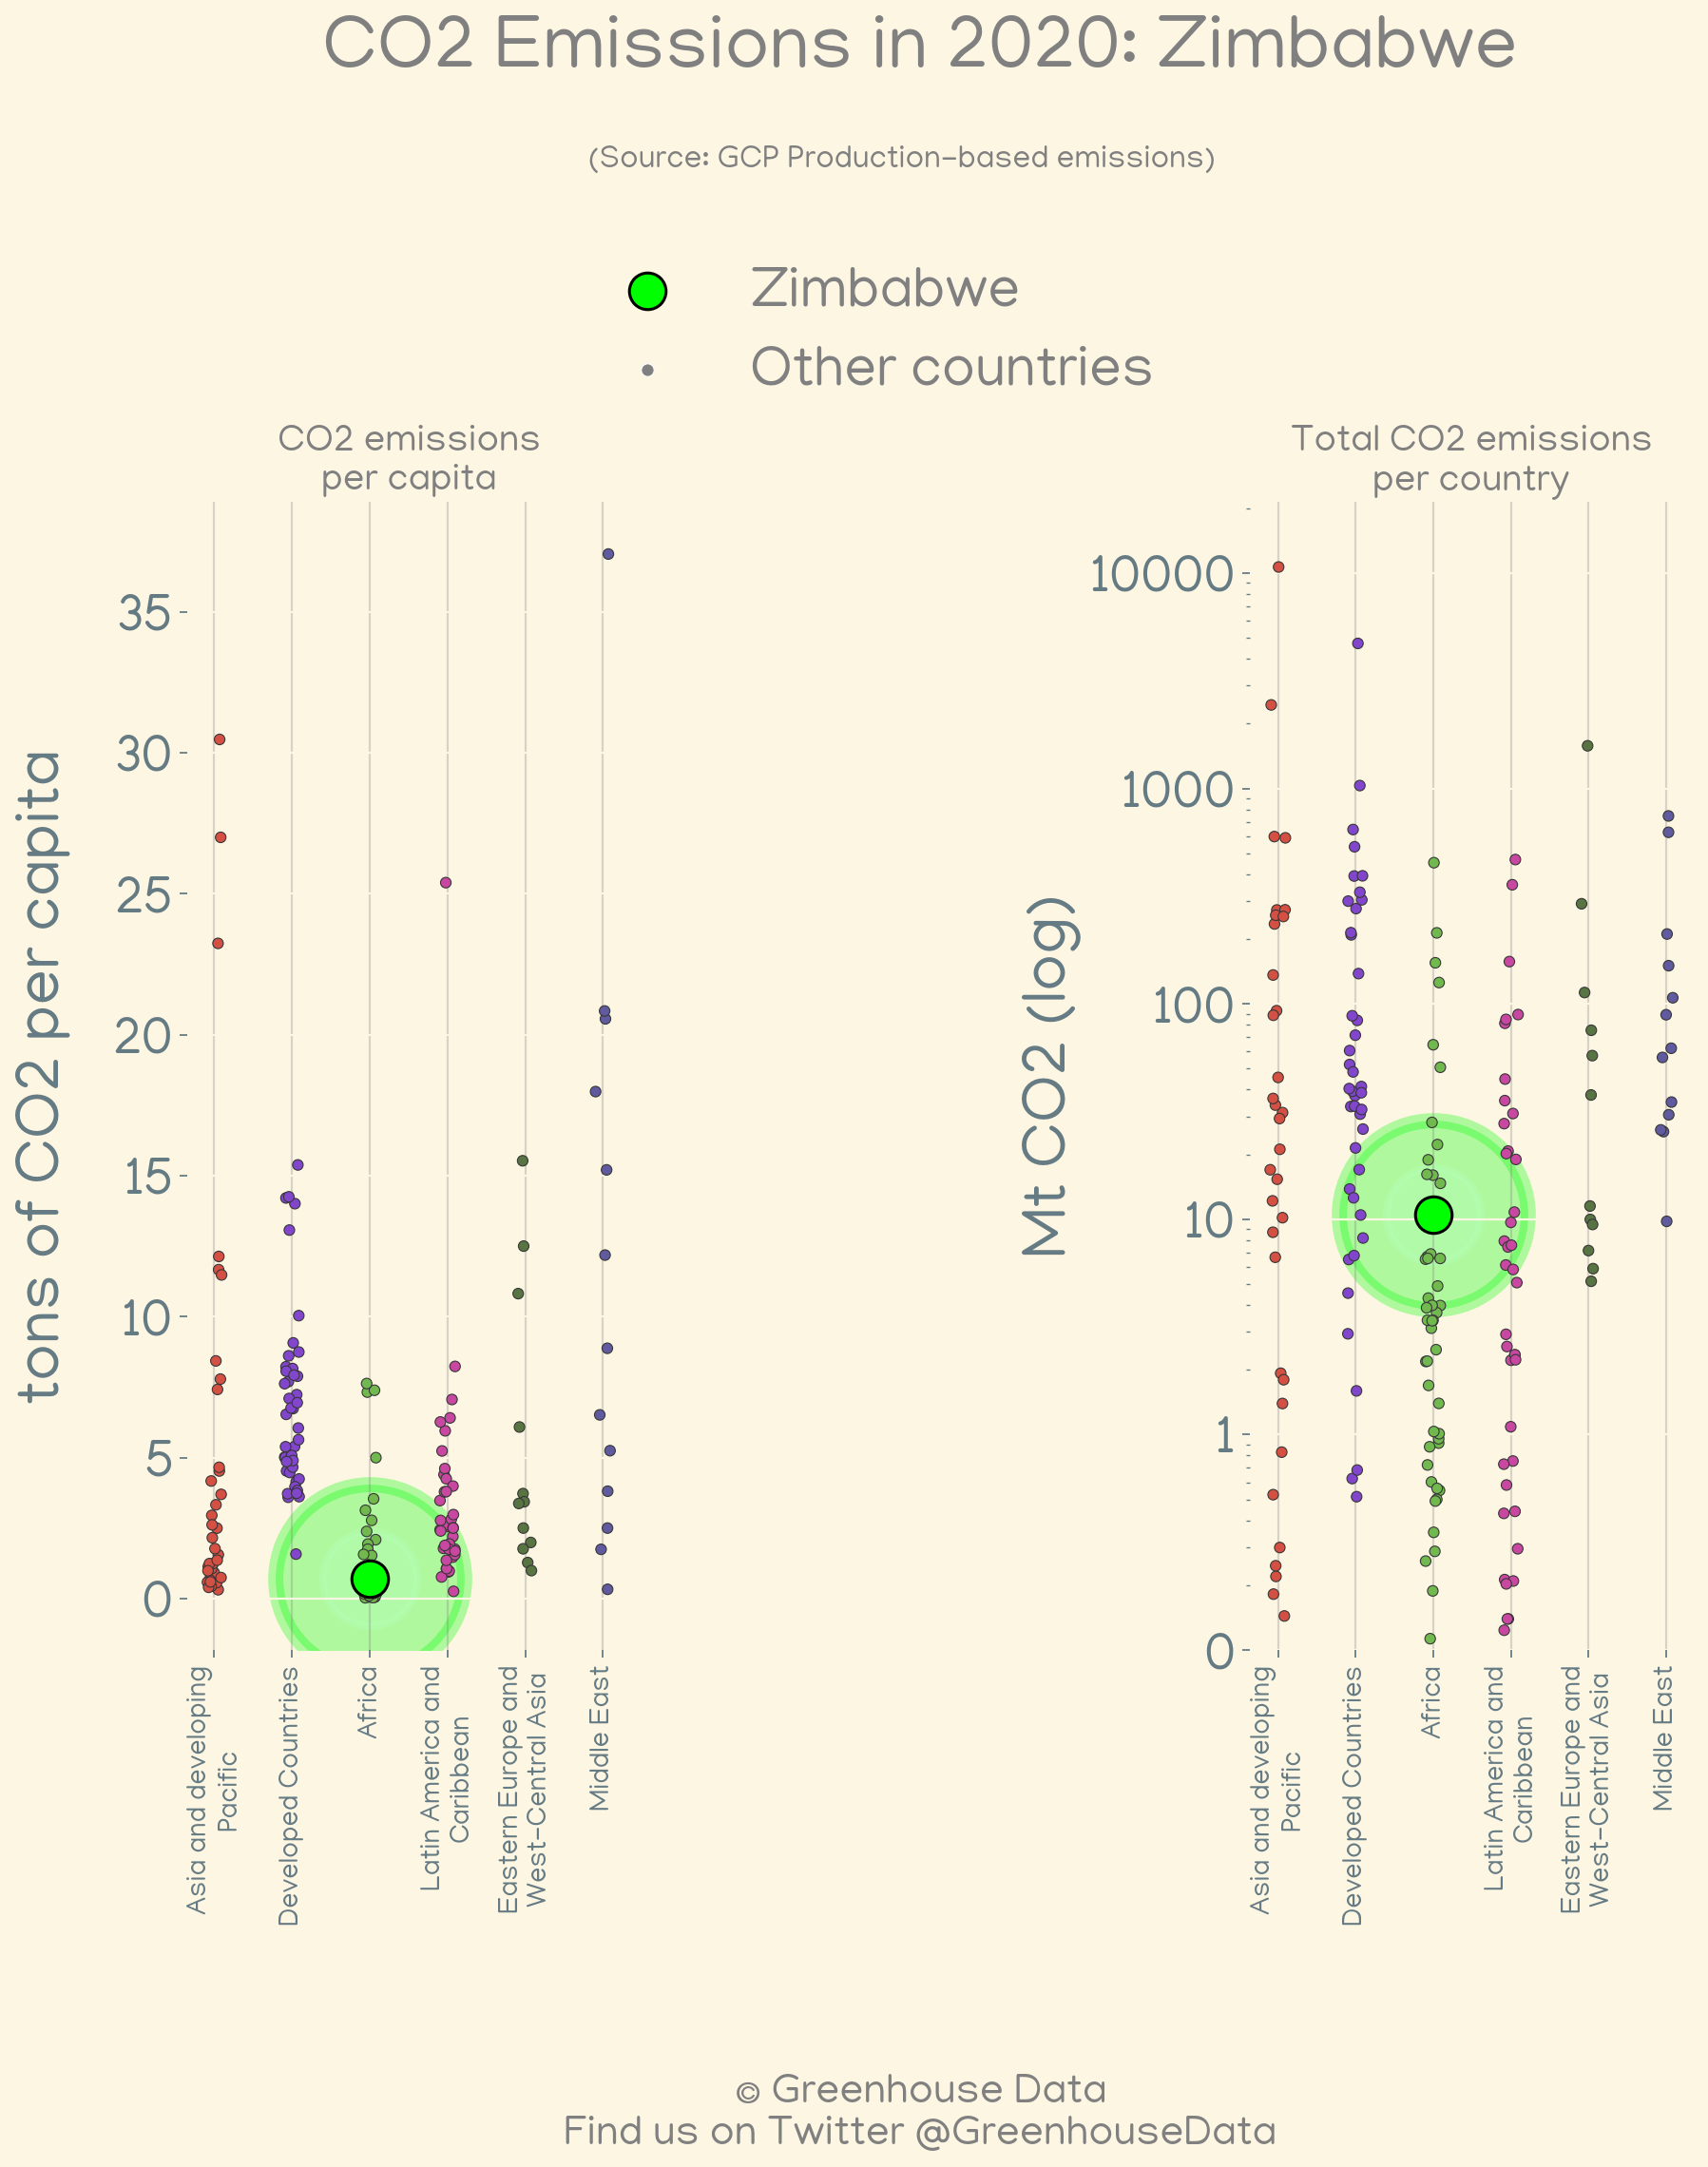 CO2 Emissions in 2020: Zimbabwe
(Source: GCP Production-based emissions)
Zimbabwe
Other countries
CO2 emissions
per capita
tons of CO2 per capita
35
30
25
20
15
10
5
0
Asia and developing
Pacific
Developed Countries
Africa
Latin America and
Caribbean
Eastern Europe and
West-Central Asia
Middle East
Total CO2 emissions
per country
Mt CO2 (log)
10000
1000
100
10
1
0
Asia and developing
Pacific
Developed Countries
Africa
Latin America and
Caribbean
Eastern Europe and
West-Central Asia
Middle East
© Greenhouse Data
Find us on Twitter @GreenhouseData